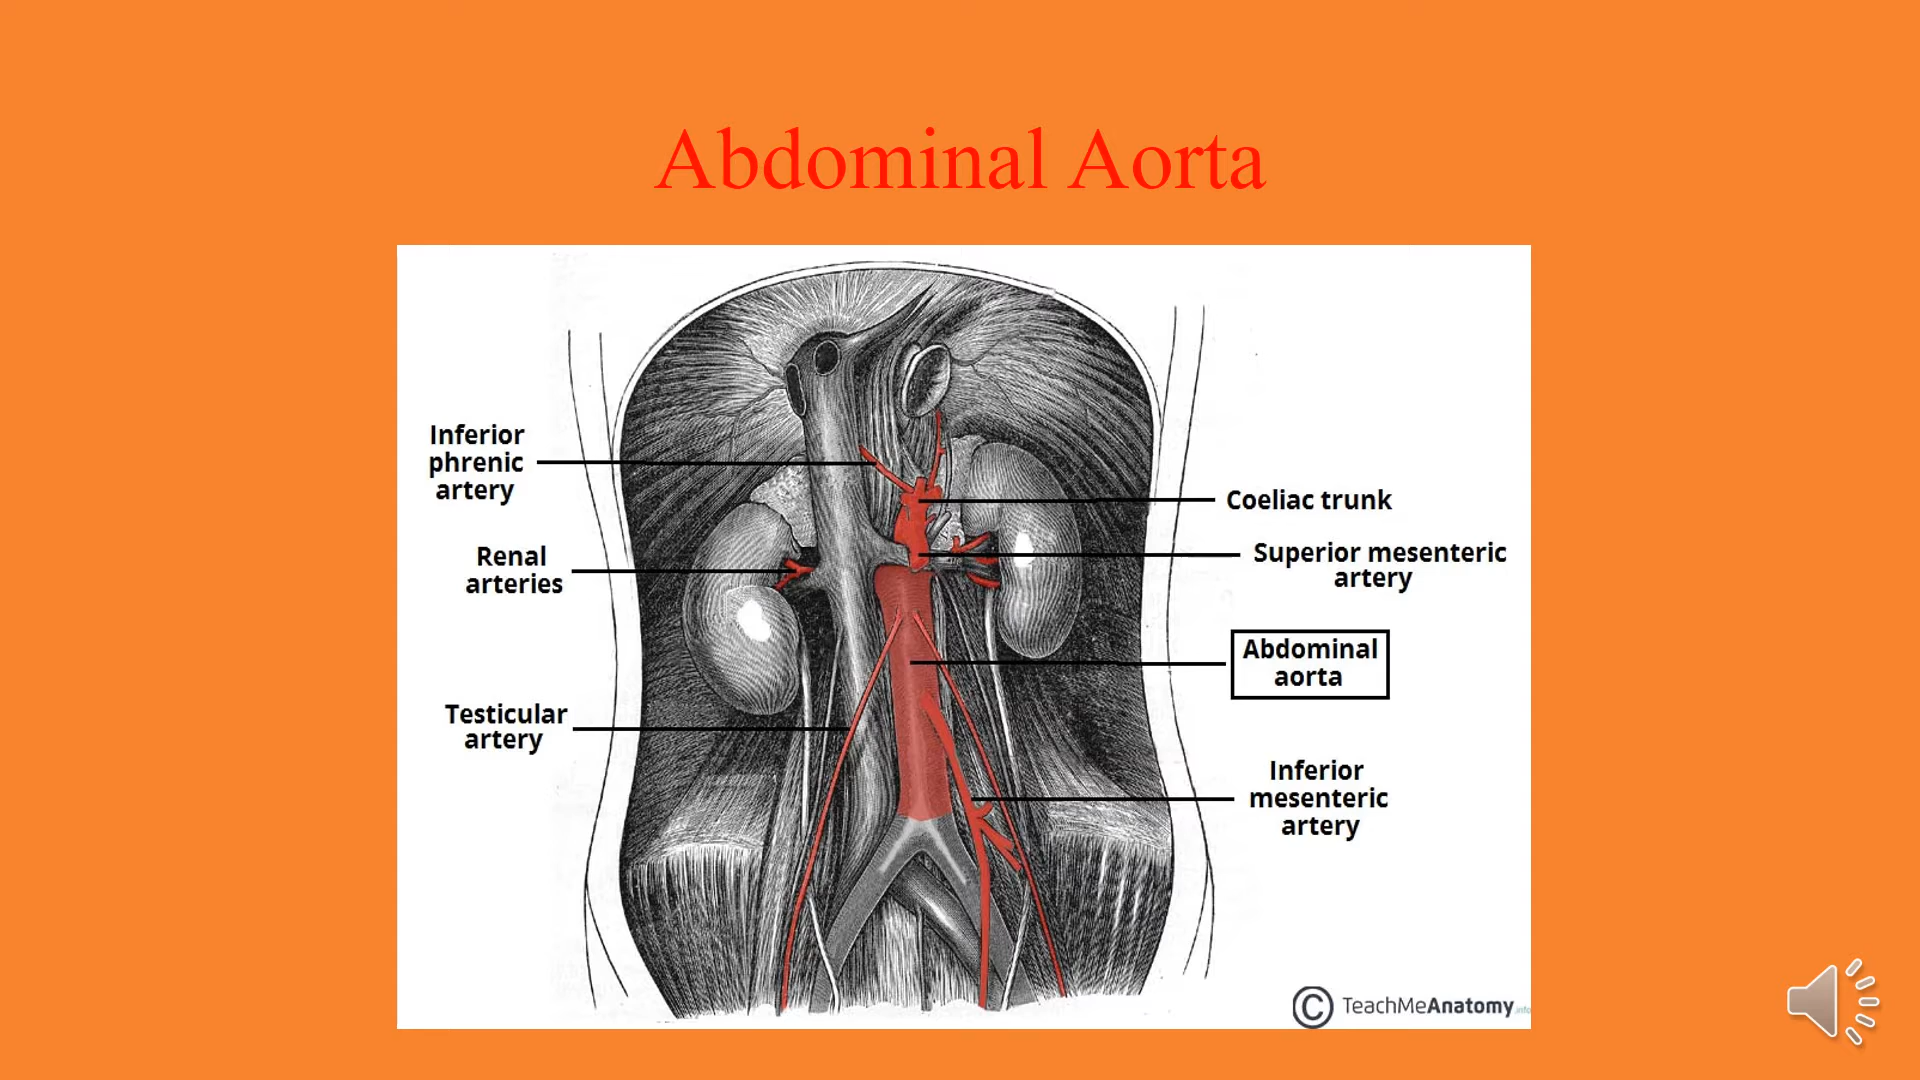 Abdominal Aorta
Inferior
phrenic
artery
Coeliac trunk
Renal
arteries
Superior mesenteric
artery
Abdominal
aorta
Testicular
artery
Inferior
mesenteric
artery
© TeachMeAnatomy.info